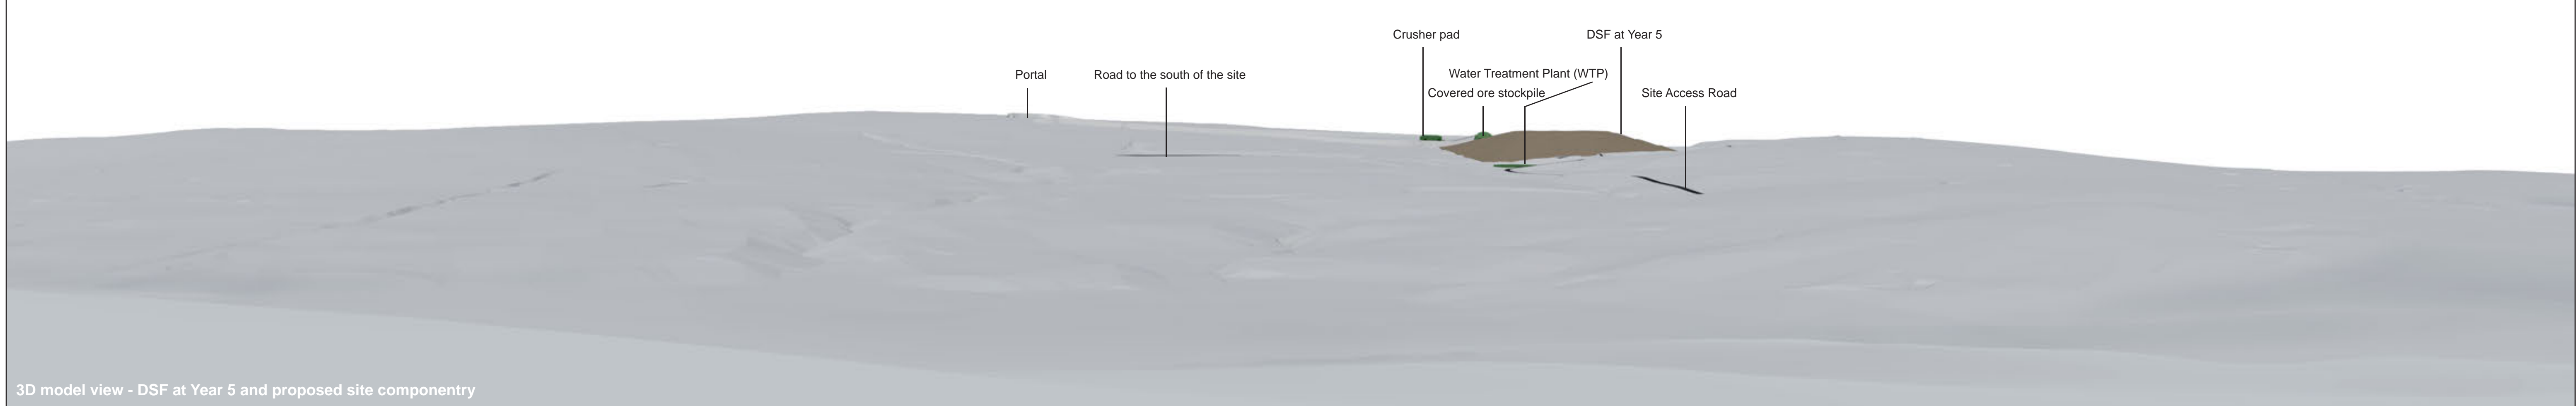 Crusher pad
DSF at Year 5
Portal
Road to the south of the site
Water Treatment Plant (WTP)
Covered ore stockpile
Site Access Road
3D model view - DSF at Year 5 and proposed site componentry